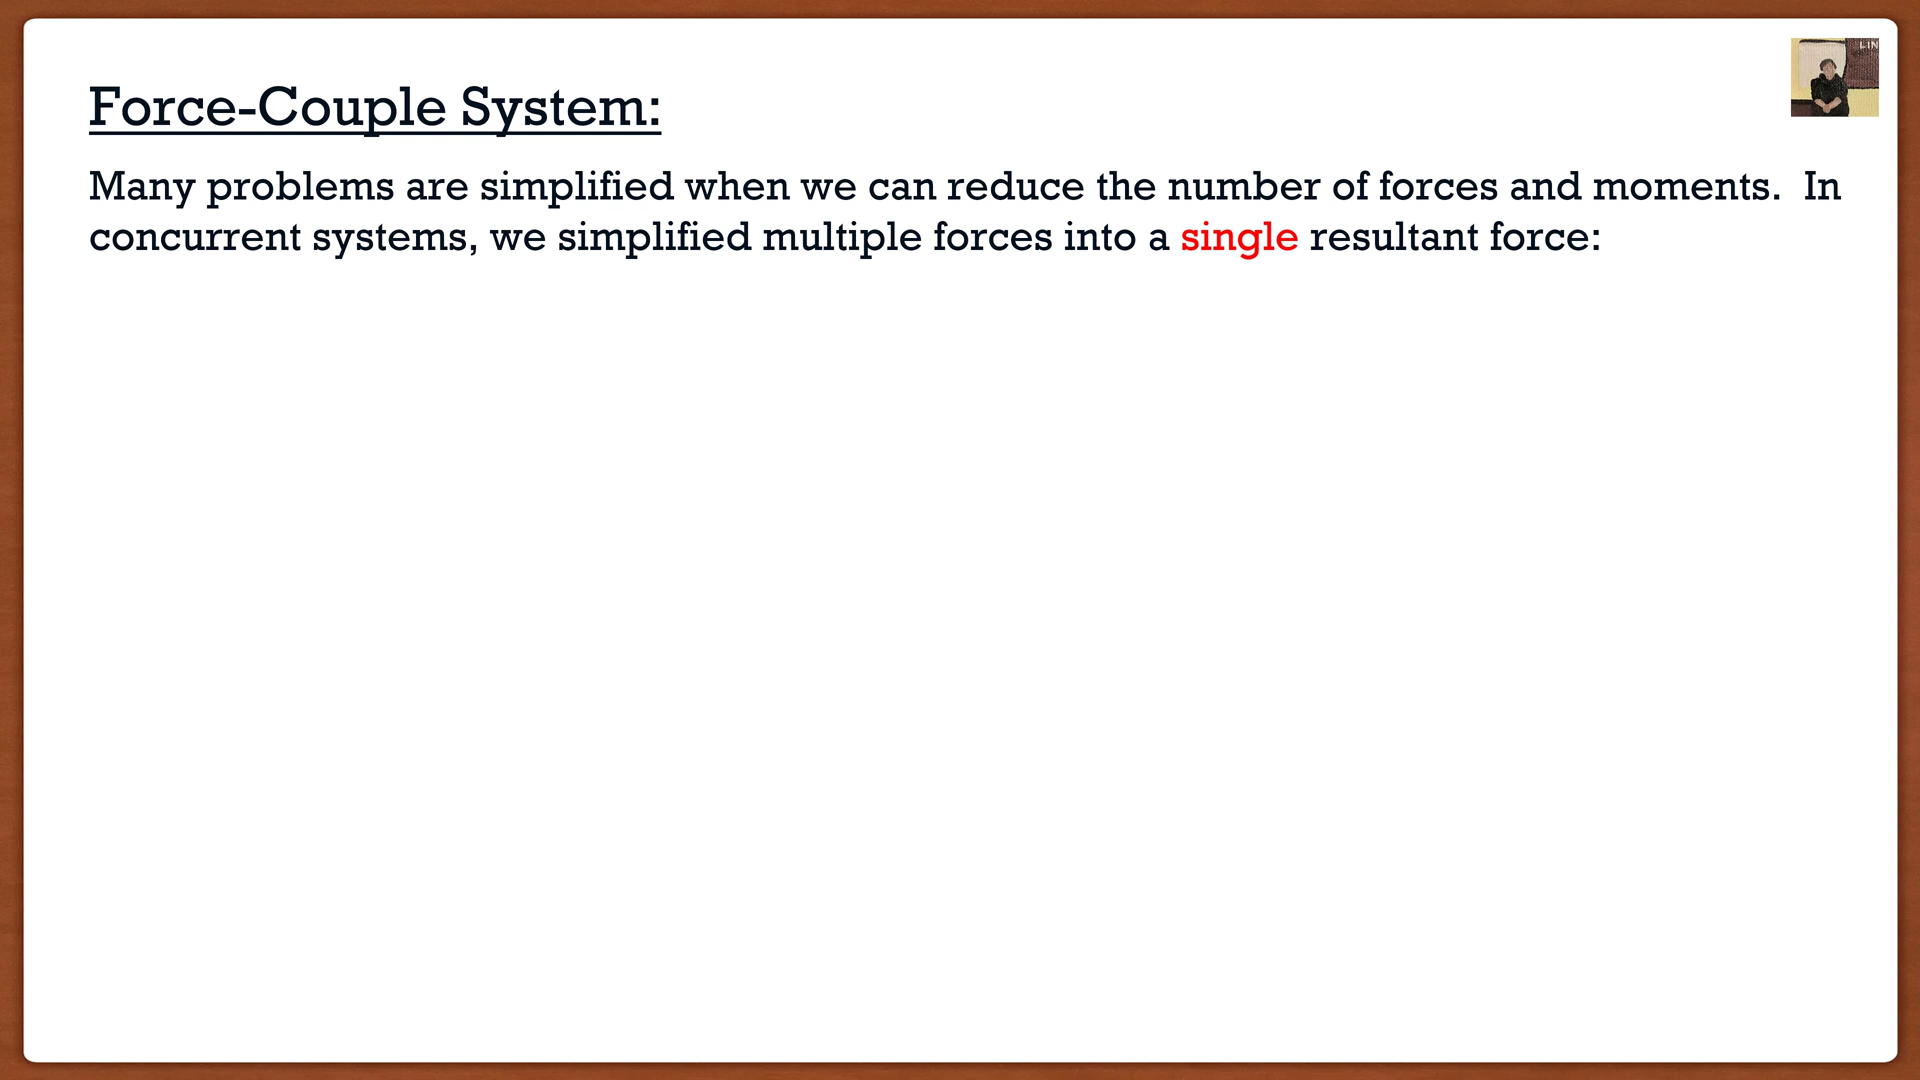 LIN
Force-Couple System:
Many problems are simplified when we can reduce the number of forces and moments.  In
concurrent systems, we simplified multiple forces into a single resultant force: